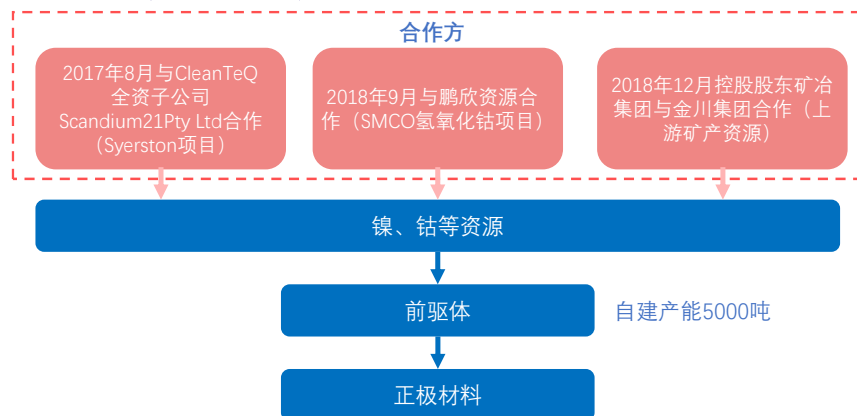 合作方
2017年8月与CleanTeQ
全资子公司
Scandium21Pty Ltd合作
（Syerston项目）
2018年9月与鹏欣资源合
作（SMCO氢氧化钴项目）
2018年12月控股股东矿冶
集团与金川集团合作（上
游矿产资源）
镍、钴等资源
前驱体
自建产能5000吨
正极材料